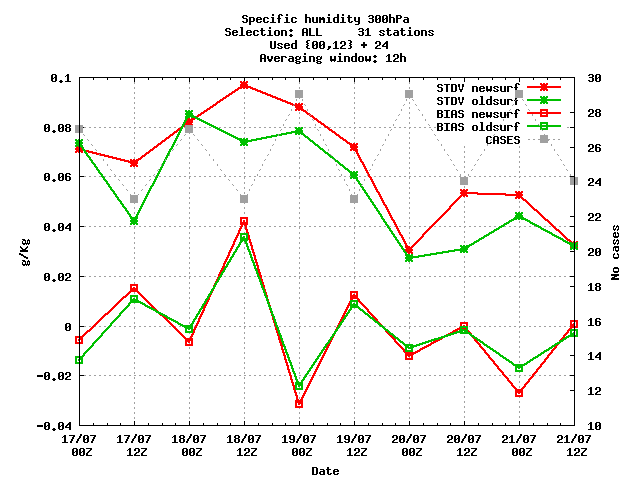 Specific humidity 300hPa
Selection: ALL 31 stations
Used {00,12} + 24
Averaging window: 12h
STDV newsurf
STDV oldsurf
BIAS newsurf
BIAS oldsurf
CASES
g/Kg
0.1
0.08
0.06
0.04
0.02
0
-0.02
-0.04
No cases
30
28
26
24
22
20
18
16
14
12
10
17/07 17/07 18/07 18/07 19/07 19/07 20/07 20/07 21/07 21/07
00Z 12Z 00Z 12Z 00Z 12Z 00Z 12Z 00Z 12Z
Date